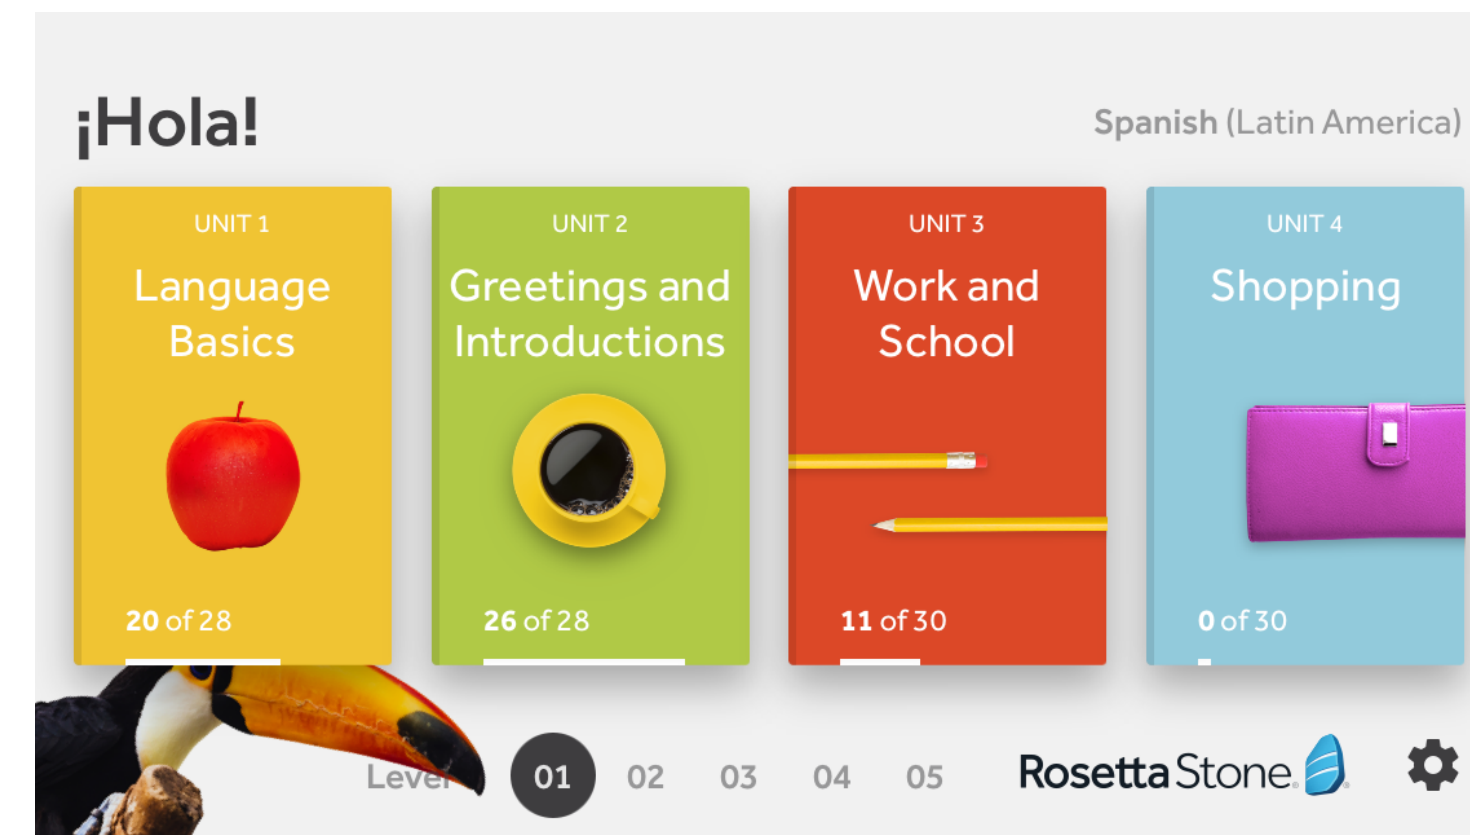 ¡Hola!
Spanish (Latin America)
UNIT 1
Language
Basics
20 of 28
UNIT 2
Greetings and
Introductions
26 of 28
UNIT 3
Work and
School
11 of 30
UNIT 4
Shopping
0 of 30
Level 01 02 03 04 05
RosettaStone®